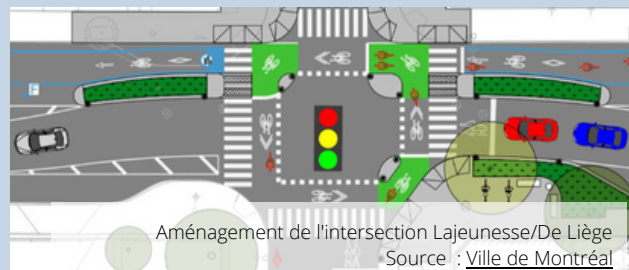 Aménagement de l'intersection Lajeunesse/De Liège
Source : Ville de Montréal